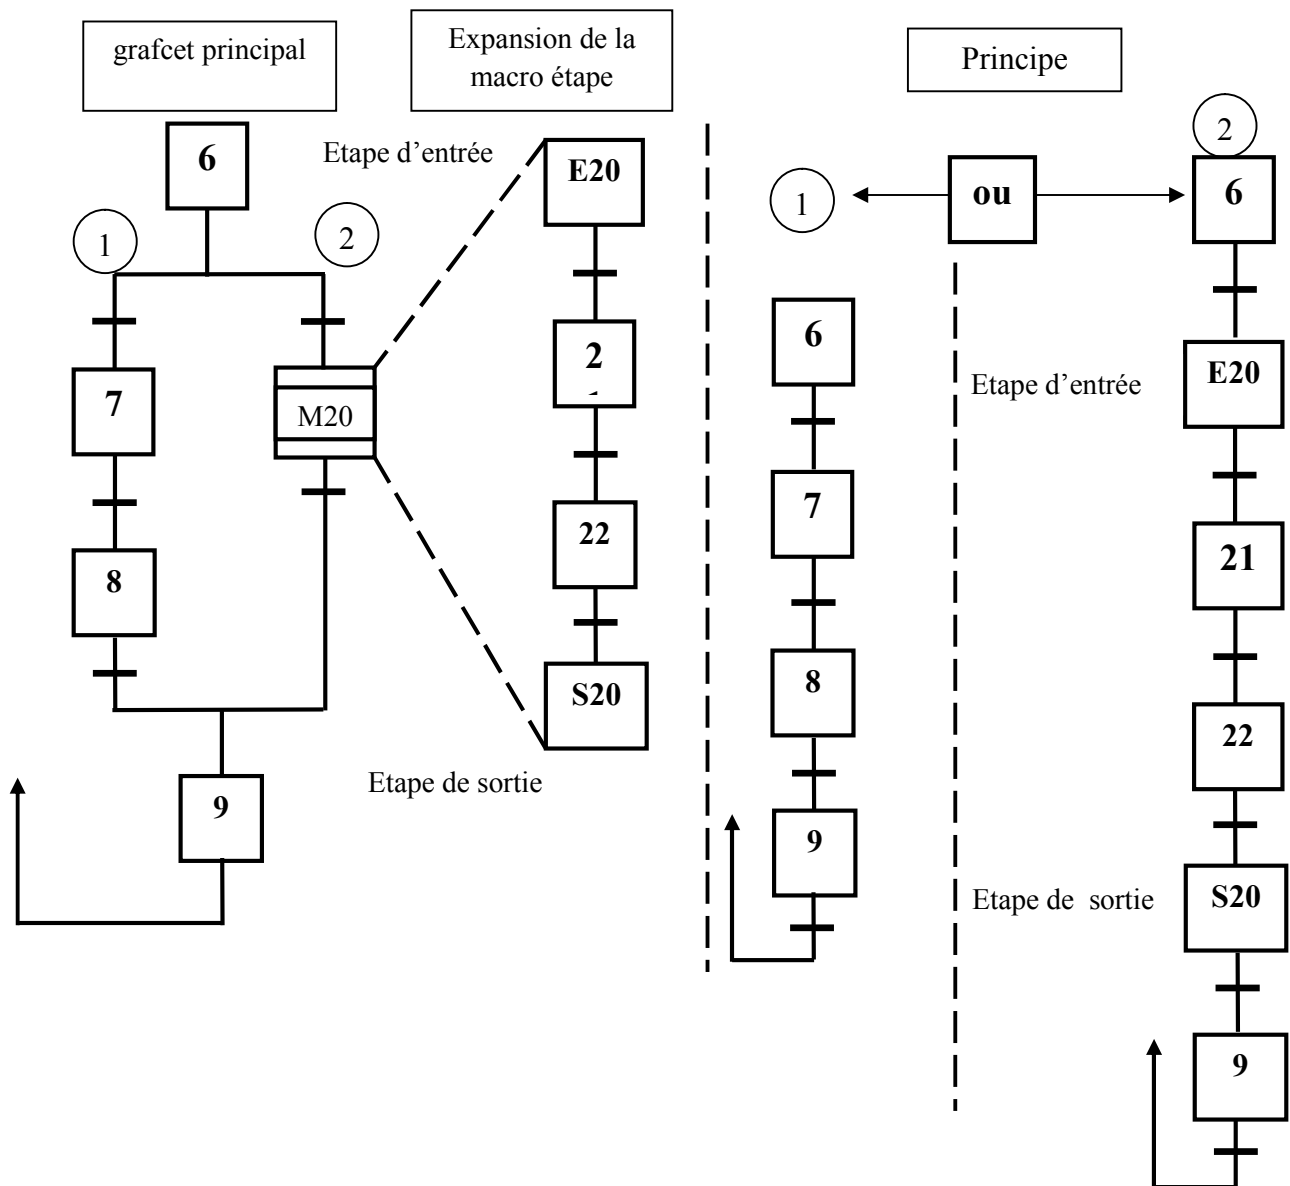 grafcet principal
Expansion de la
macro étape
Principe
6
Etape d’entrée
E20
1
2
7
M20
2
22
8
S20
Etape de sortie
9
1
ou
2
6
6
Etape d’entrée
E20
7
21
8
22
9
Etape de sortie
S20
9